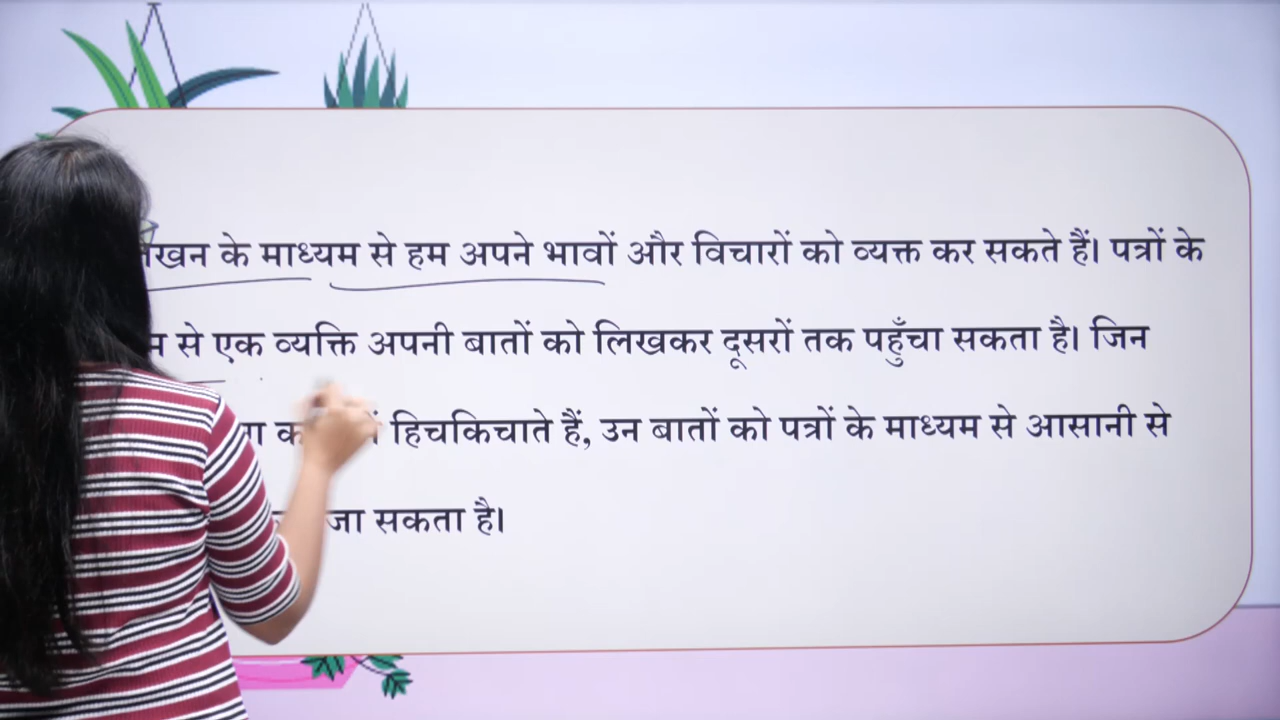 के माध्यम से हम अपने भावों और विचारों को व्यक्त कर सकते हैं। पत्रों के
से एक व्यक्ति अपनी बातों को लिखकर दूसरों तक पहुँचा सकता है। जिन
हिचकिचाते हैं, उन बातों को पत्रों के माध्यम से आसानी से
जा सकता है।